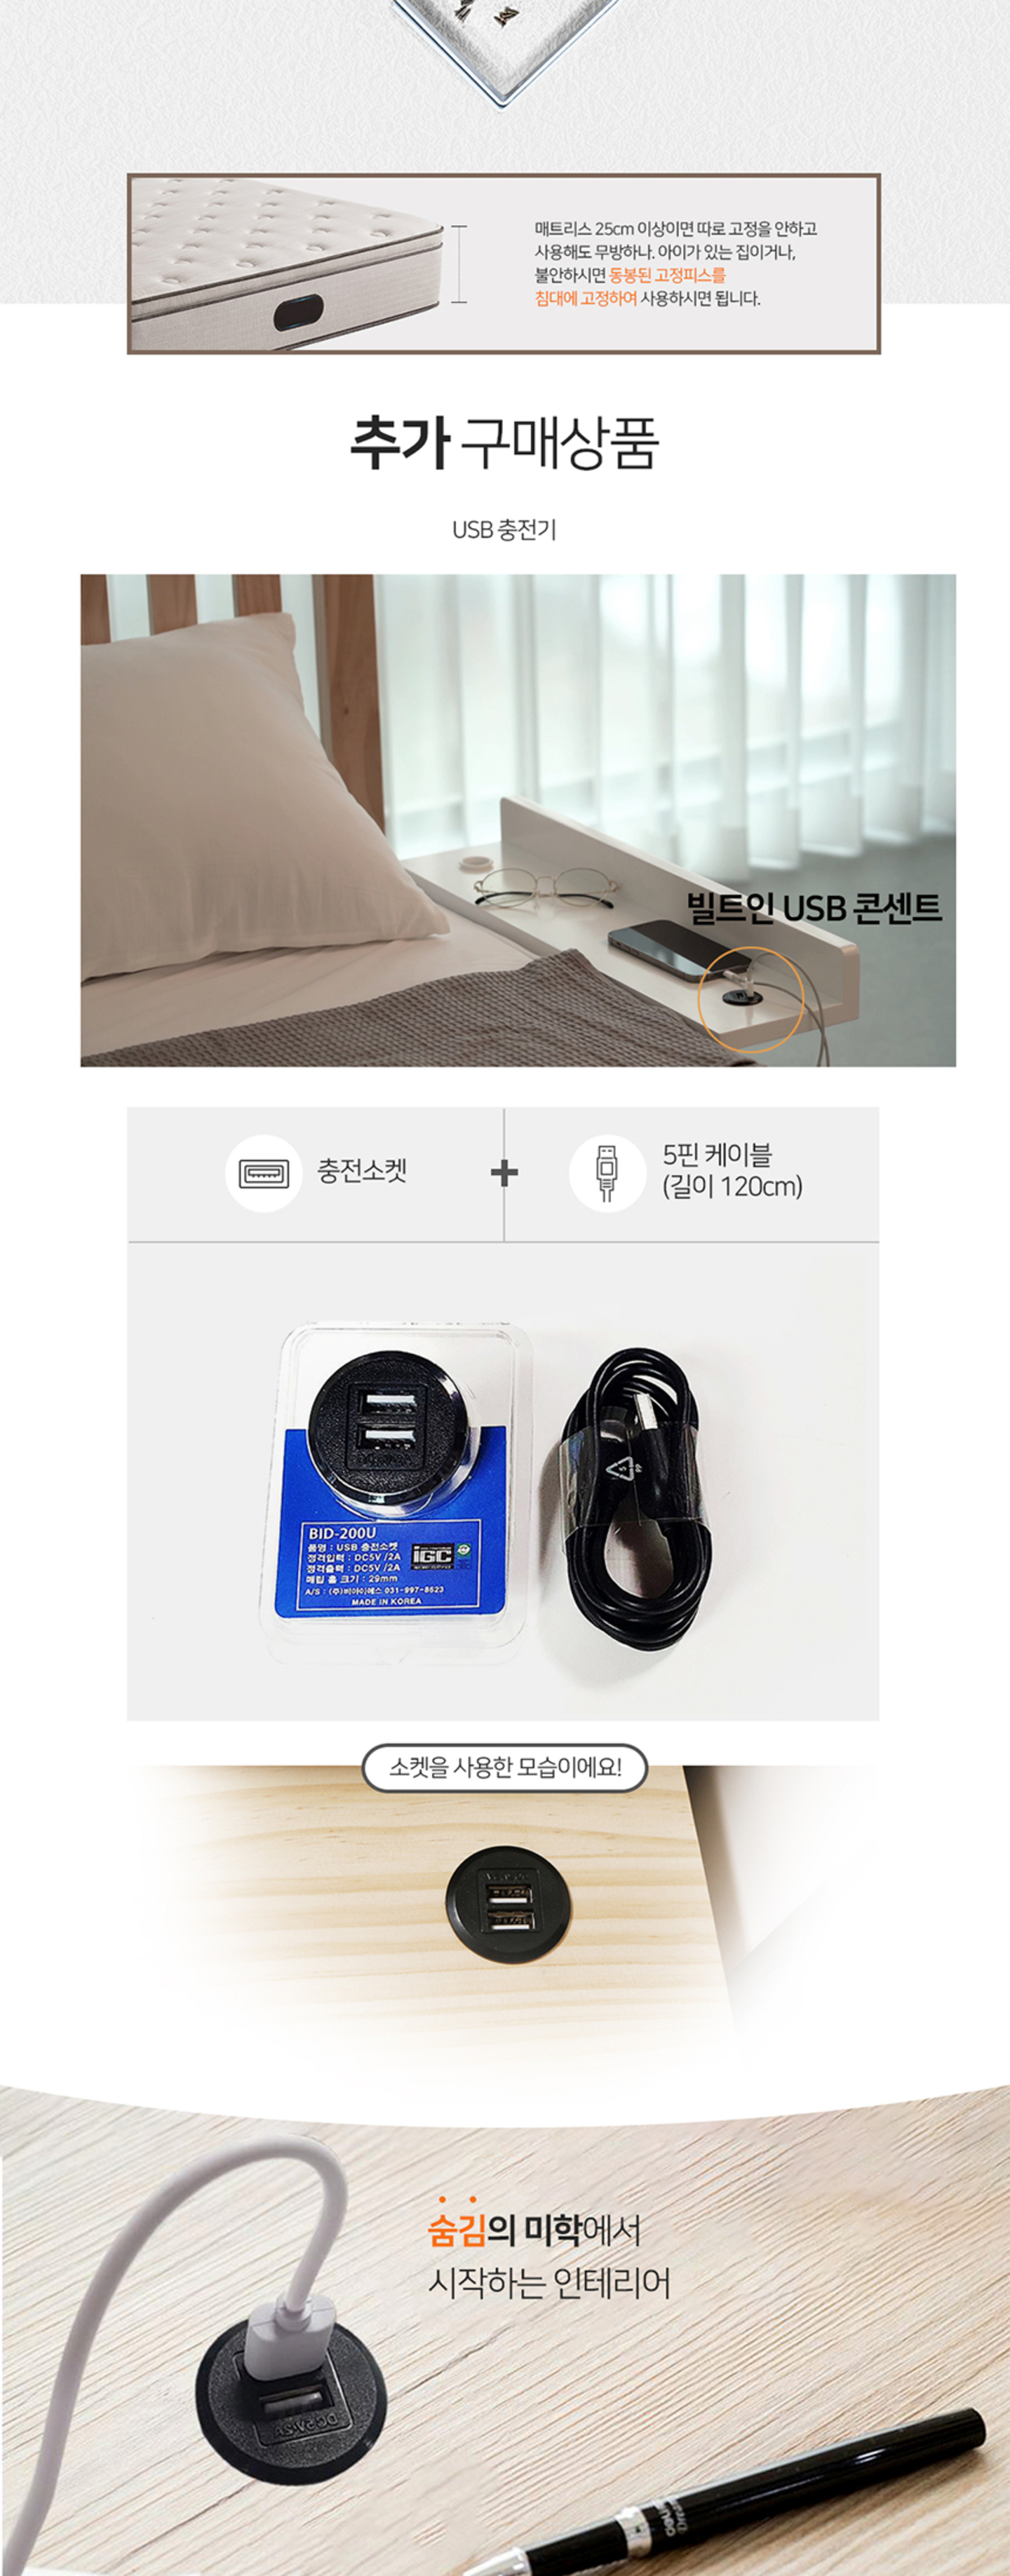 매트리스 25cm 이상이면 따로 고정을 안하고
사용해도 무방하나. 아이가 있는 집이거나,
불안하시면 동봉된 고정피스를
침대에 고정하여 사용하시면 됩니다.
추가 구매상품
USB 충전기
빌트인 USB 콘센트
충전소켓
+
5핀 케이블
(길이 120cm)
BID-200U
품명 : USB 충전소켓
정격입력 : DC5V /2A
정격출력 : DC5V /2A
매립 홀 크기 : 29mm
iGC
A/S : (주)비아이에스 031-997-8623
MADE IN KOREA
소켓을 사용한 모습이에요!
숨김의 미학에서
시작하는 인테리어
DC5V/2A